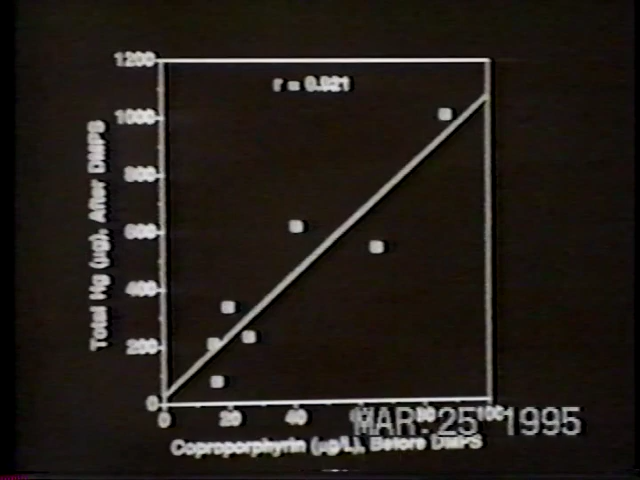 1200
r = 0.921
1000
800
600
400
200
0
0 20 40 80 100
MAR.25 1995
Total Hg (µg), After DMPS
Coproporphyrin (µg/L), Before DMPS